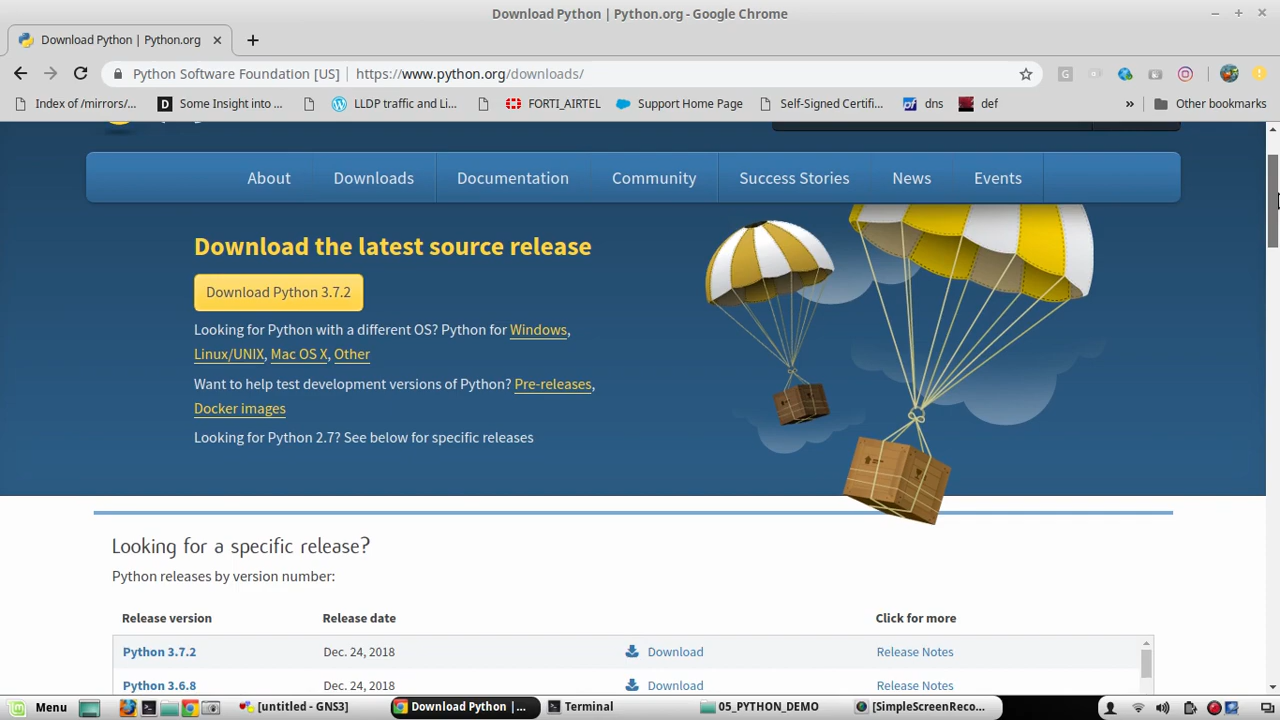 Download Python | Python.org - Google Chrome
Download Python | Python.org
Python Software Foundation [US] | https://www.python.org/downloads/
Index of /mirrors/... Some Insight into ... LLDP traffic and Li... FORTI_AIRTEL Support Home Page Self-Signed Certifi... dns def » Other bookmarks
About Downloads Documentation Community Success Stories News Events
Download the latest source release
Download Python 3.7.2
Looking for Python with a different OS? Python for Windows,
Linux/UNIX, Mac OS X, Other
Want to help test development versions of Python? Pre-releases,
Docker images
Looking for Python 2.7? See below for specific releases
Looking for a specific release?
Python releases by version number:
Release version Release date Click for more
Python 3.7.2 Dec. 24, 2018 Download Release Notes
Python 3.6.8 Dec. 24, 2018 Download Release Notes
Menu [untitled - GNS3] Download Python |... Terminal 05_PYTHON_DEMO [SimpleScreenReco...